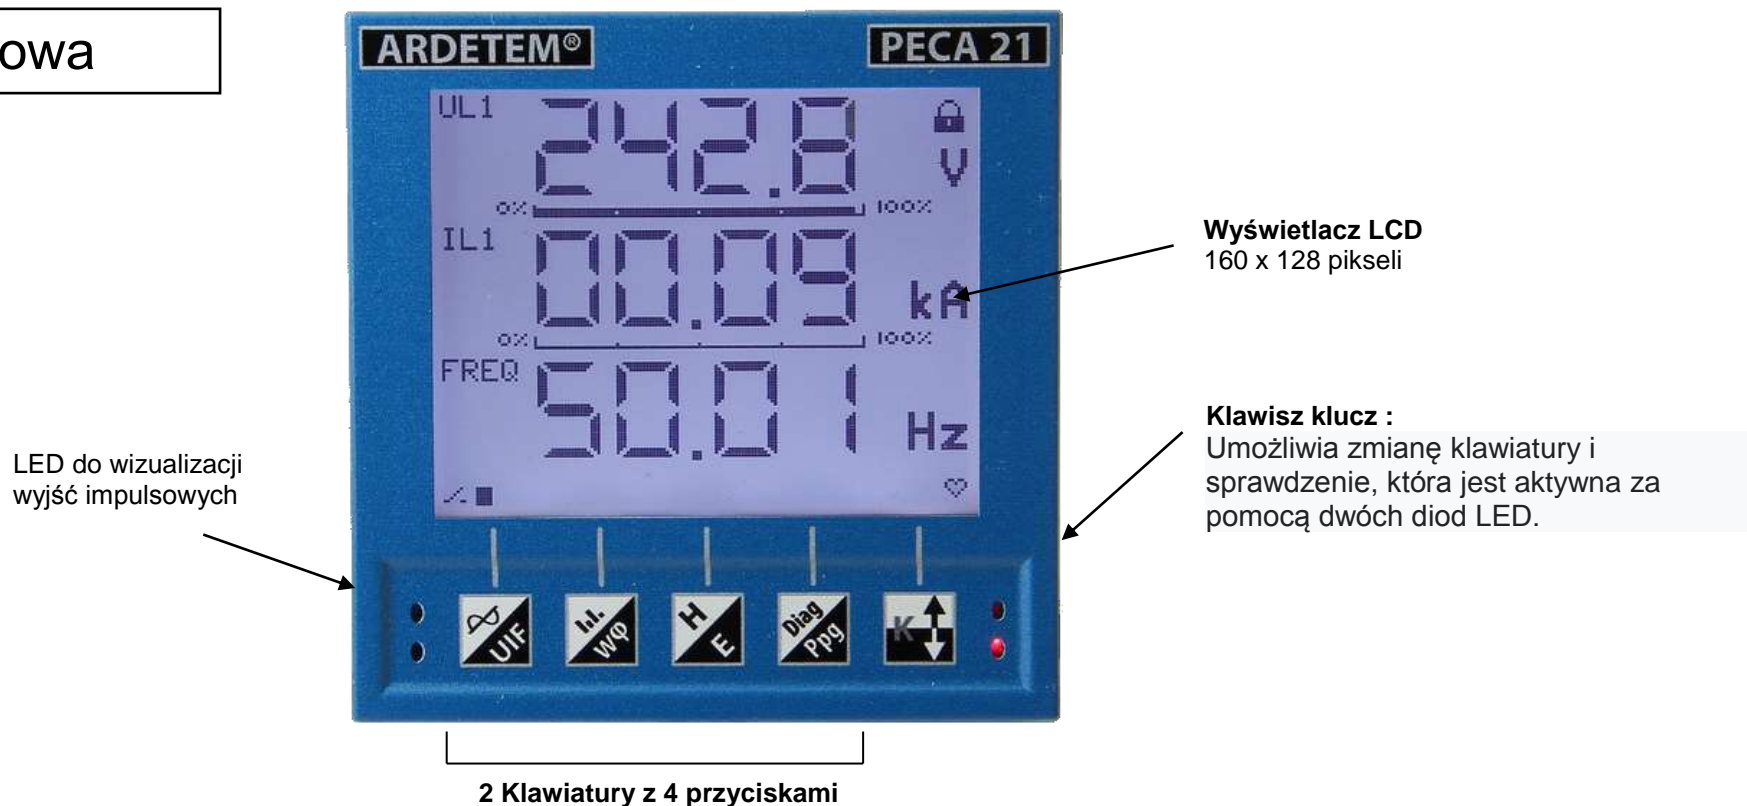 owa
ARDETEM®
PECA 21
UL1
242.8
V
0%
100%
IL1
00.09
kA
0%
100%
FREQ
50.01
Hz
UIF
Wφ
H
E
Diag
Ppg
K
Wyświetlacz LCD
160 x 128 pikseli
Klawisz klucz :
Umożliwia zmianę klawiatury i
sprawdzenie, która jest aktywna za
pomocą dwóch diod LED.
LED do wizualizacji
wyjść impulsowych
2 Klawiatury z 4 przyciskami